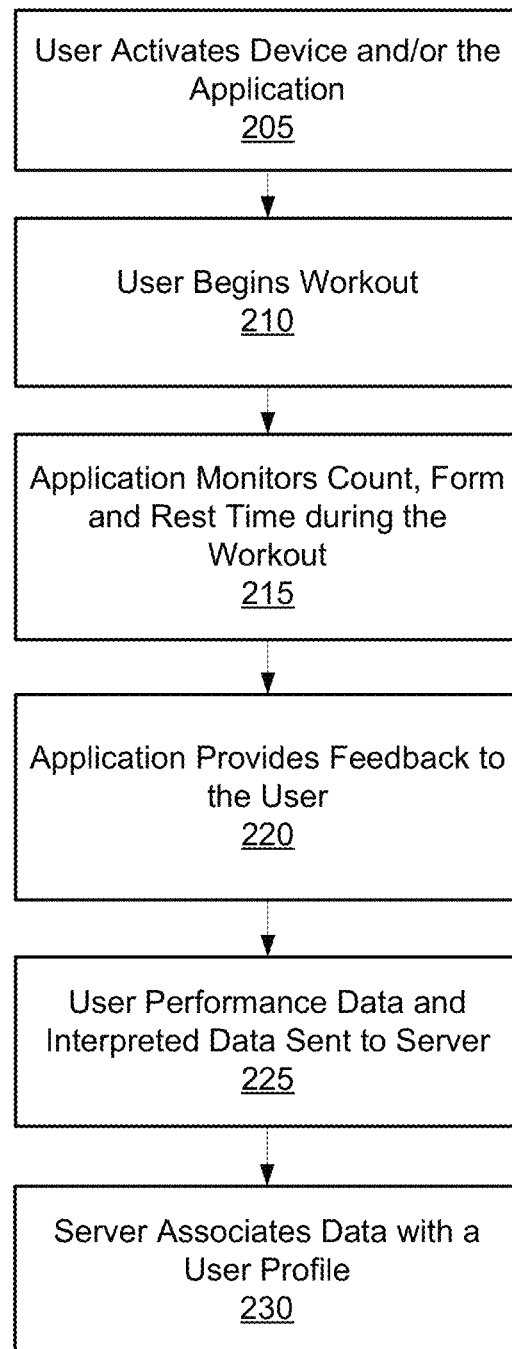 User Activates Device and/or the
Application
205
User Begins Workout
210
Application Monitors Count, Form
and Rest Time during the
Workout
215
Application Provides Feedback to
the User
220
User Performance Data and
Interpreted Data Sent to Server
225
Server Associates Data with a
User Profile
230